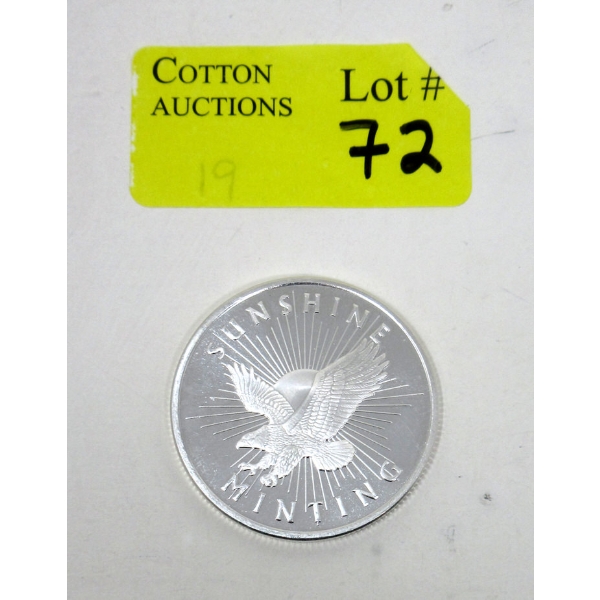 COTTON
AUCTIONS
Lot #
72
19
SUNSHINE
MINTING